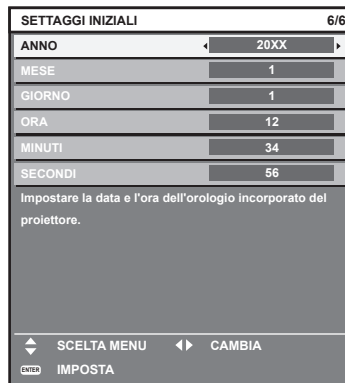 SETTAGGI INIZIALI 6/6
ANNO 20XX
MESE 1
GIORNO 1
ORA 12
MINUTI 34
SECONDI 56
Impostare la data e l'ora dell'orologio incorporato del
proiettore.
SCELTA MENU CAMBIA
ENTER IMPOSTA